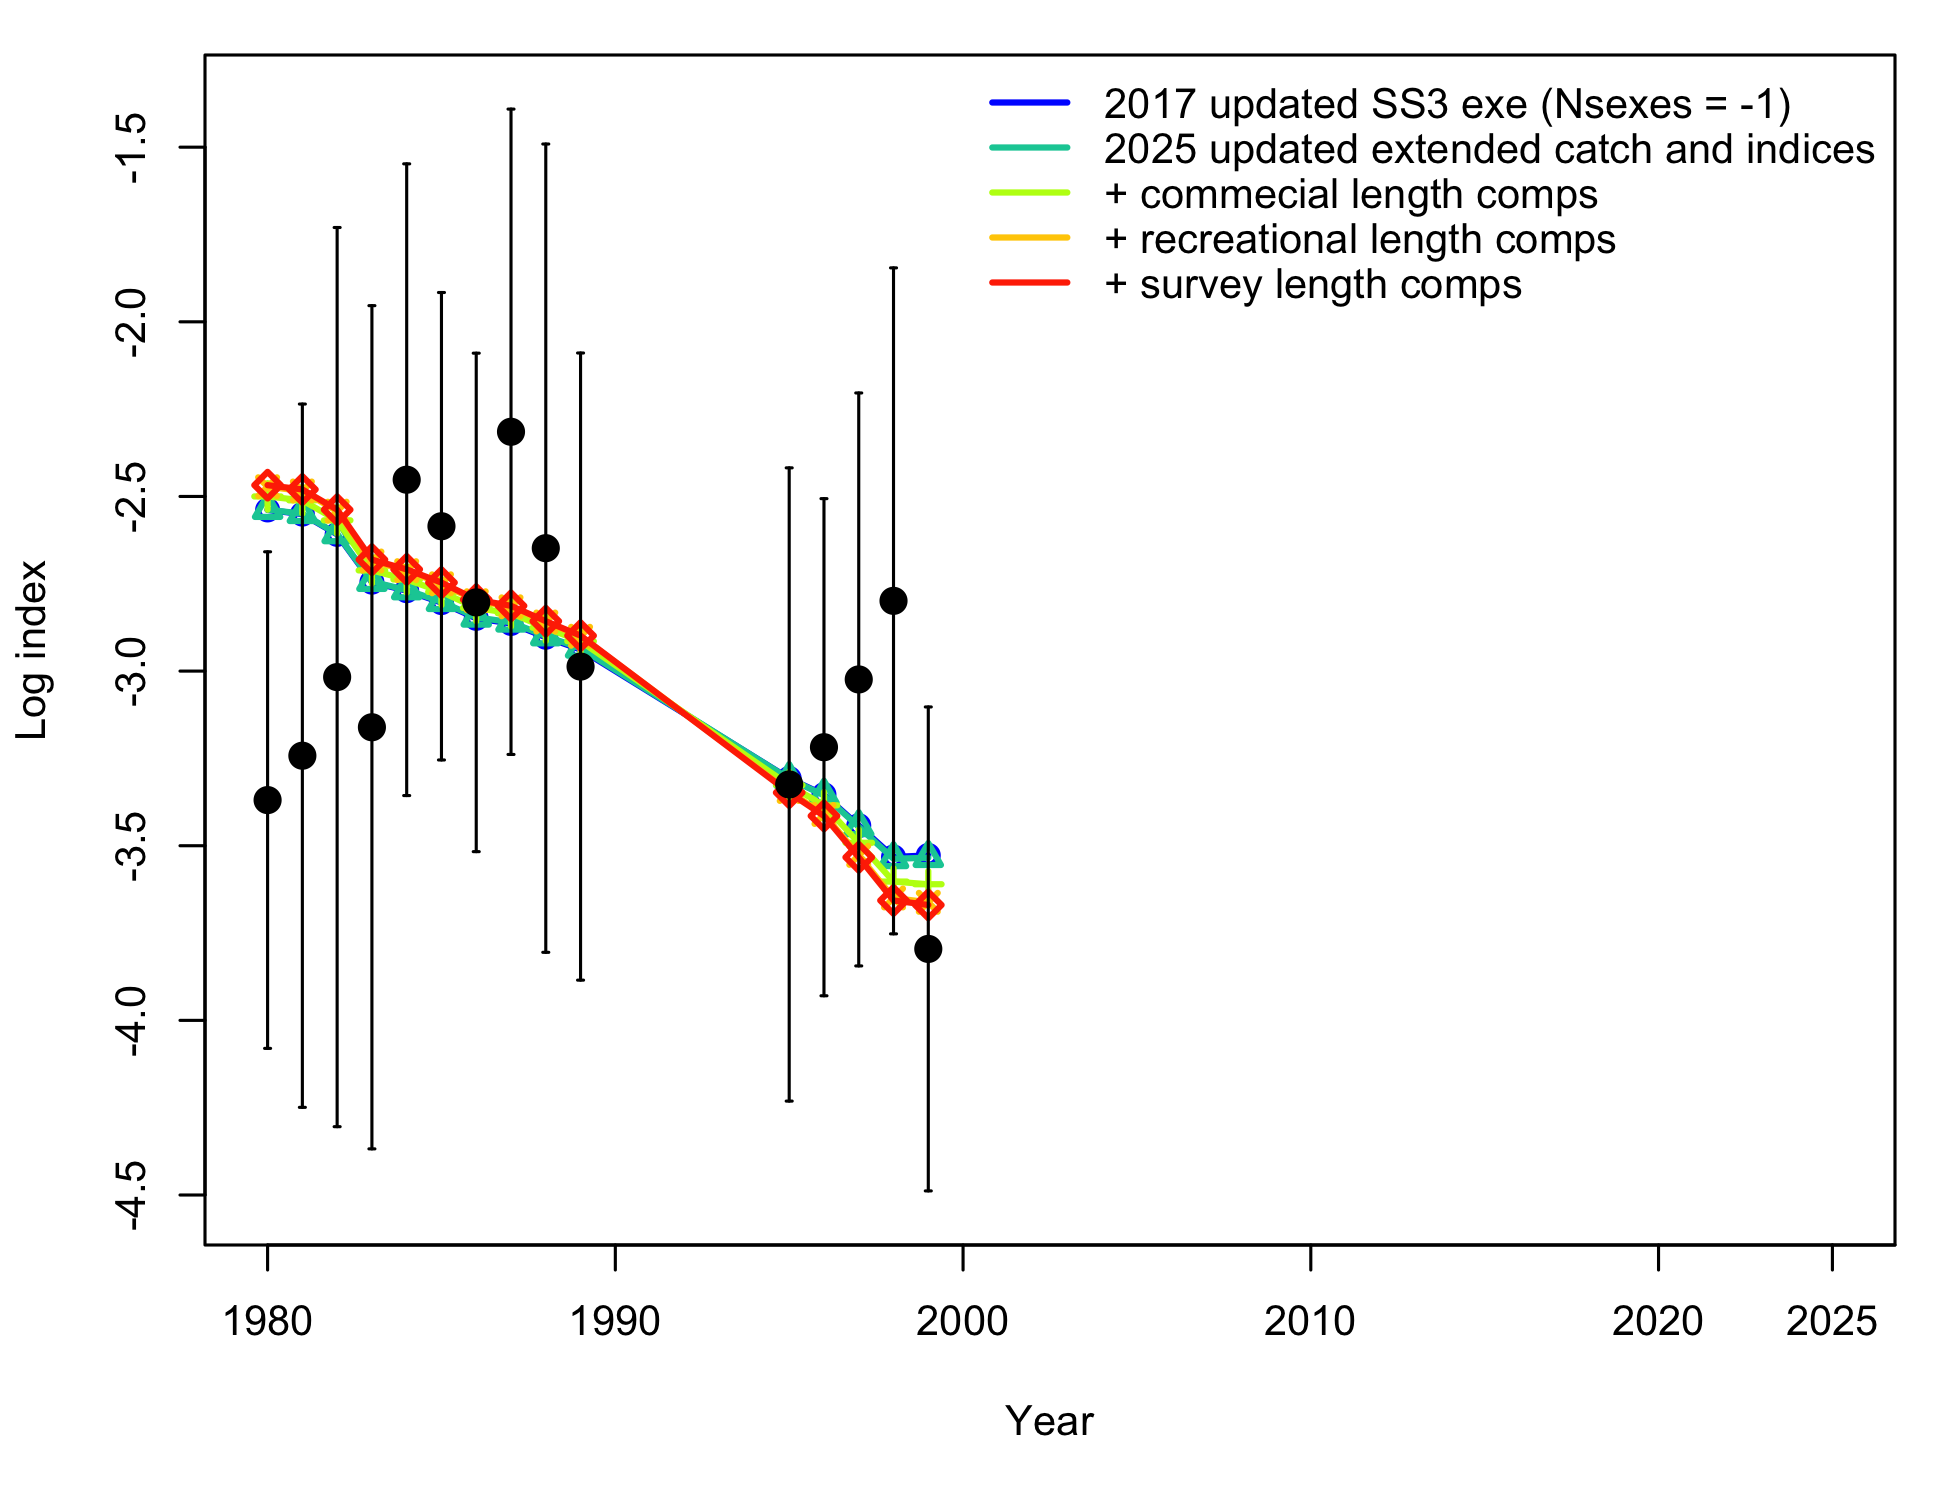 2017 updated SS3 exe (Nsexes = -1)
2025 updated extended catch and indices
+ commecial length comps
+ recreational length comps
+ survey length comps
-1.5
-2.0
-2.5
-3.0
-3.5
-4.0
-4.5
Log index
1980
1990
2000
2010
2020
2025
Year